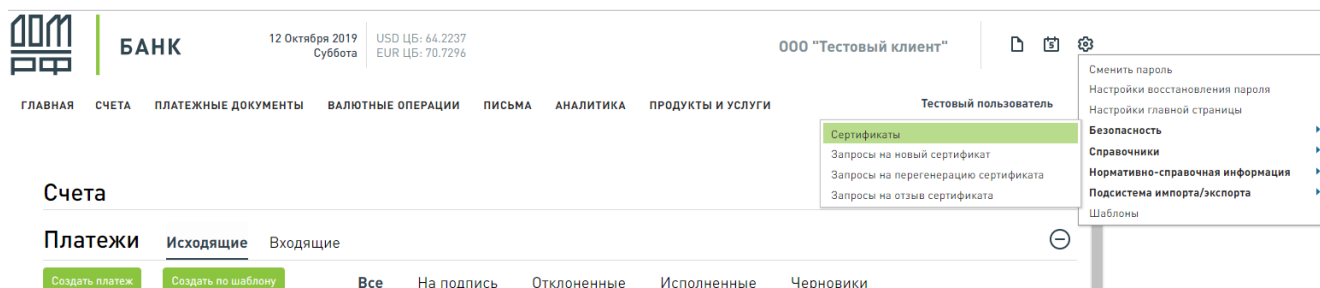 ДОМ
РФ
БАНК
12 Октября 2019
Суббота
USD ЦБ: 64.2237
EUR ЦБ: 70.7296
ООО "Тестовый клиент"
ГЛАВНАЯ СЧЕТА ПЛАТЕЖНЫЕ ДОКУМЕНТЫ ВАЛЮТНЫЕ ОПЕРАЦИИ ПИСЬМА АНАЛИТИКА ПРОДУКТЫ И УСЛУГИ
Тестовый пользователь
Сменить пароль
Настройки восстановления пароля
Настройки главной страницы
Безопасность
Справочники
Нормативно-справочная информация
Подсистема импорта/экспорта
Шаблоны
Сертификаты
Запросы на новый сертификат
Запросы на перегенерацию сертификата
Запросы на отзыв сертификата
Счета
Платежи Исходящие Входящие
Создать платеж Создать по шаблону Все На подпись Отклоненные Исполненные Черновики